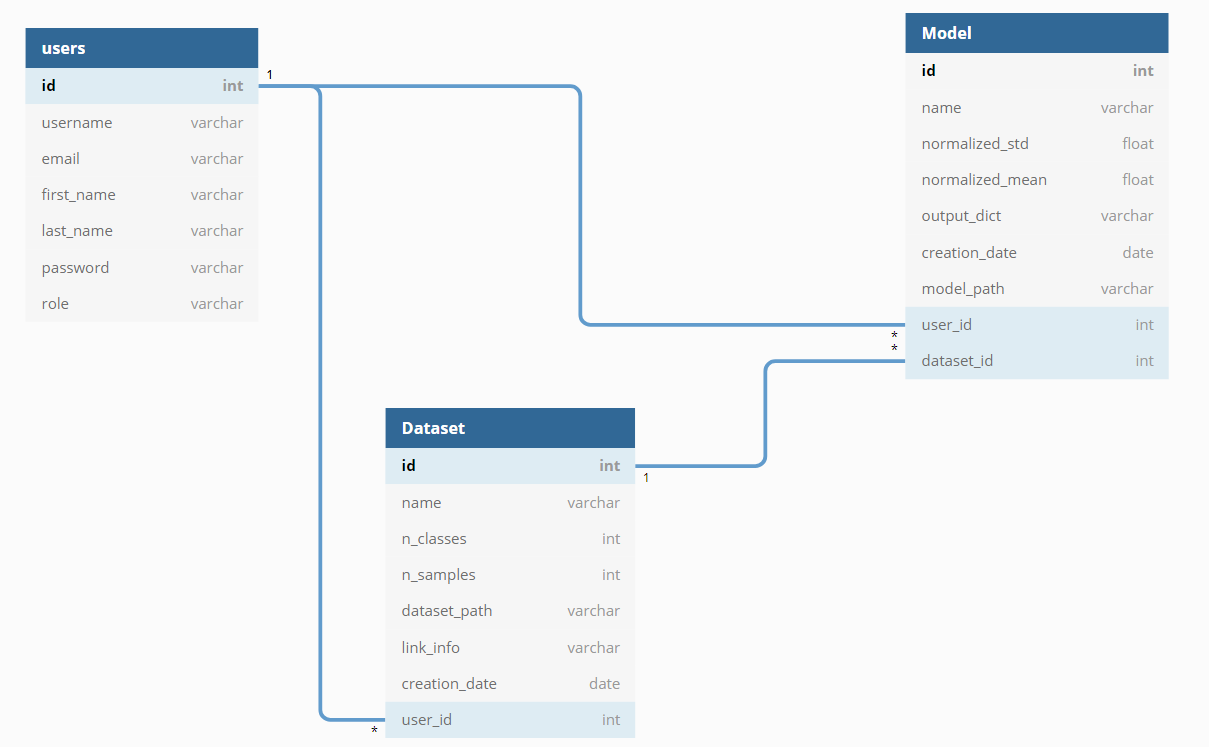 users
id int
username varchar
email varchar
first_name varchar
last_name varchar
password varchar
role varchar
1
Model
id int
name varchar
normalized_std float
normalized_mean float
output_dict varchar
creation_date date
model_path varchar
user_id int
dataset_id int
*
*
Dataset
id int
name varchar
n_classes int
n_samples int
dataset_path varchar
link_info varchar
creation_date date
user_id int
1
*